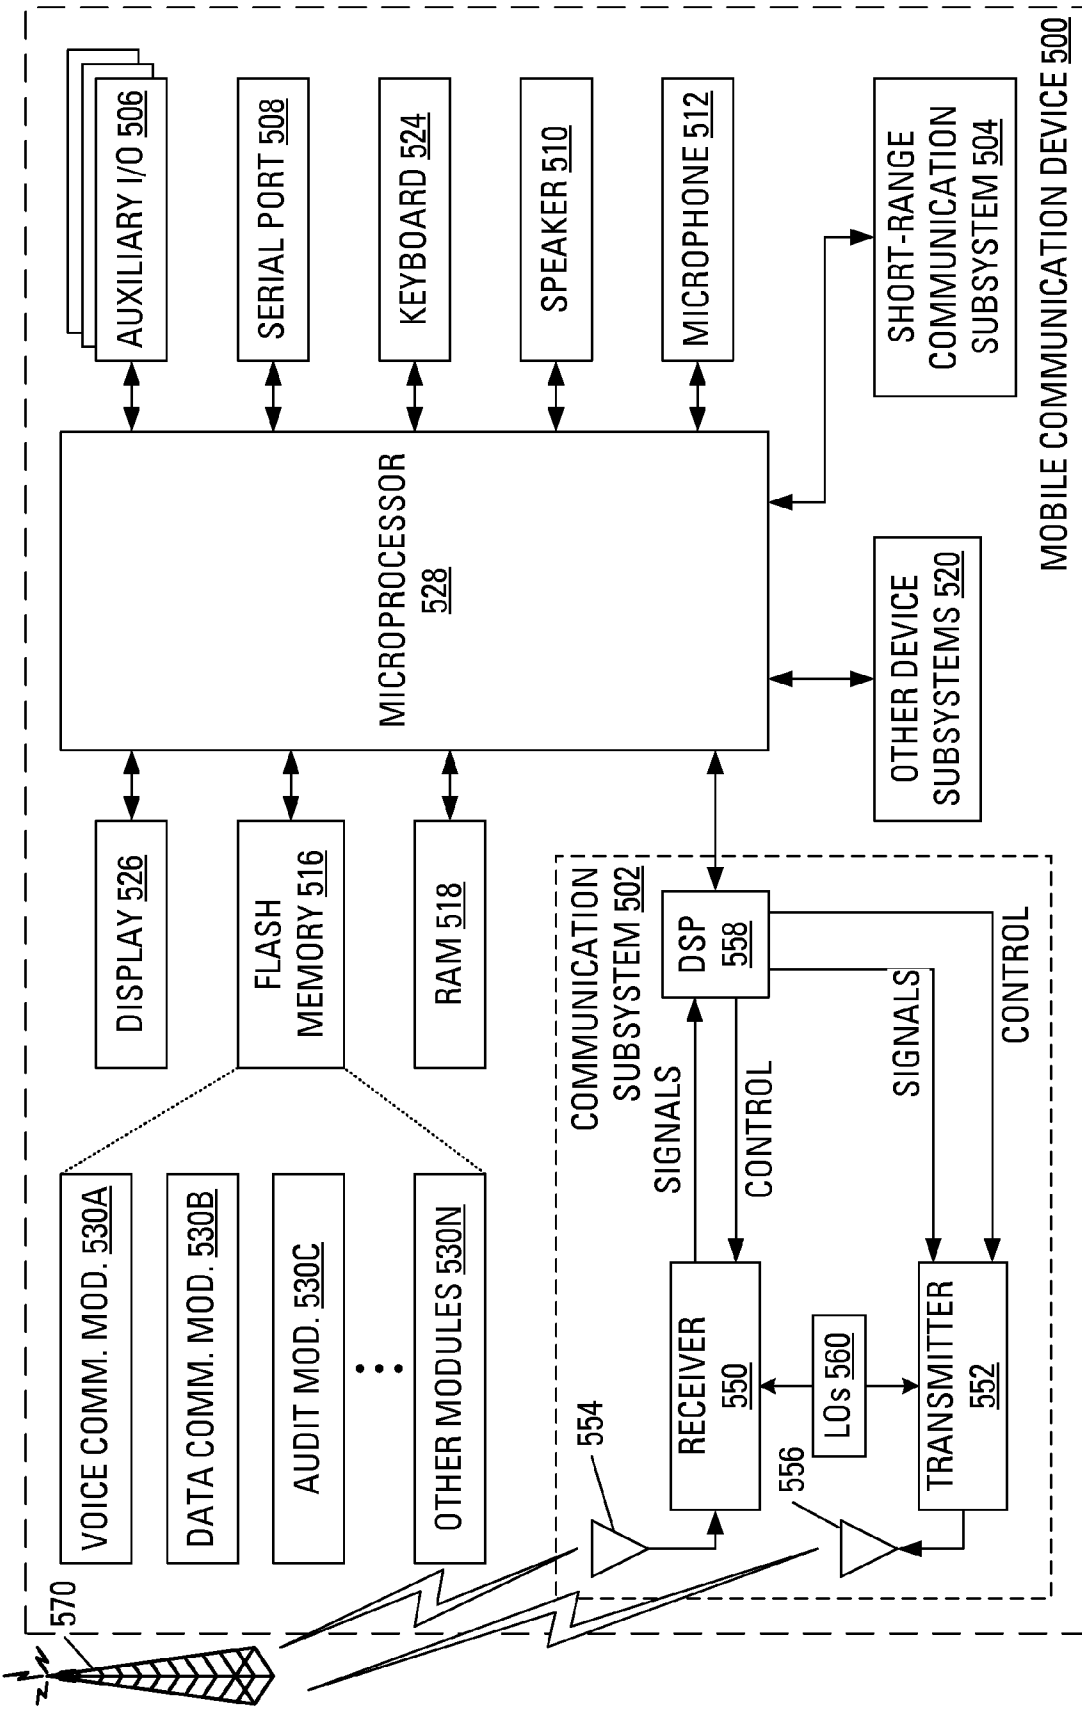 570
VOICE COMM. MOD. 530A
DATA COMM. MOD. 530B
AUDIT MOD. 530C
OTHER MODULES 530N
DISPLAY 526
FLASH
MEMORY 516
RAM 518
MICROPROCESSOR
528
AUXILIARY I/O 506
SERIAL PORT 508
KEYBOARD 524
SPEAKER 510
MICROPHONE 512
SHORT-RANGE
COMMUNICATION
SUBSYSTEM 504
OTHER DEVICE
SUBSYSTEMS 520
COMMUNICATION
SUBSYSTEM 502
554
RECEIVER
550
SIGNALS
CONTROL
DSP
558
LOs 560
556
TRANSMITTER
552
SIGNALS
CONTROL
MOBILE COMMUNICATION DEVICE 500